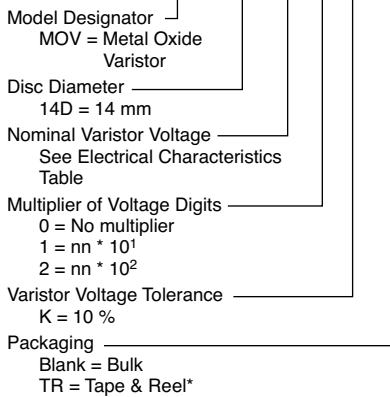 Model Designator
MOV = Metal Oxide
Varistor
Disc Diameter
14D = 14 mm
Nominal Varistor Voltage
See Electrical Characteristics
Table
Multiplier of Voltage Digits
0 = No multiplier
1 = nn * 10¹
2 = nn * 10²
Varistor Voltage Tolerance
K = 10 %
Packaging
Blank = Bulk
TR = Tape & Reel*